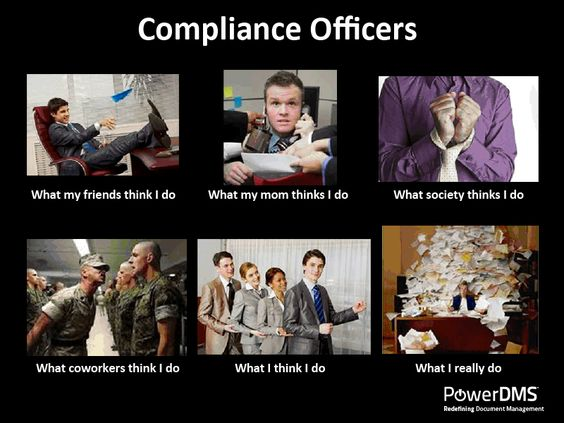 Compliance Officers
What my friends think I do
What my mom thinks I do
What society thinks I do
What coworkers think I do
What I think I do
What I really do
PowerDMS
Redefining Document Management